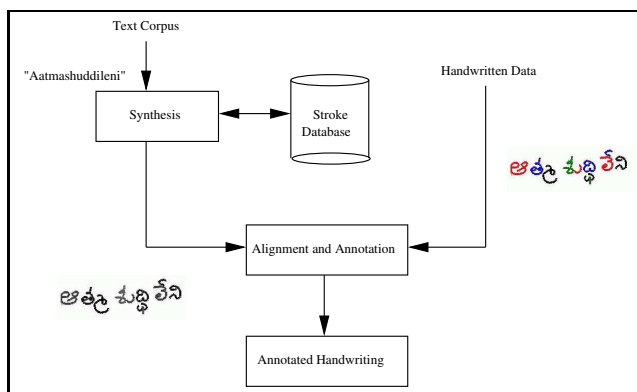 Text Corpus
"Aatmashuddileni"
Handwritten Data
Synthesis
Stroke
Database
ఆత్మ శుద్ధి లేని
Alignment and Annotation
ఆత్మ శుద్ధి లేని
Annotated Handwriting